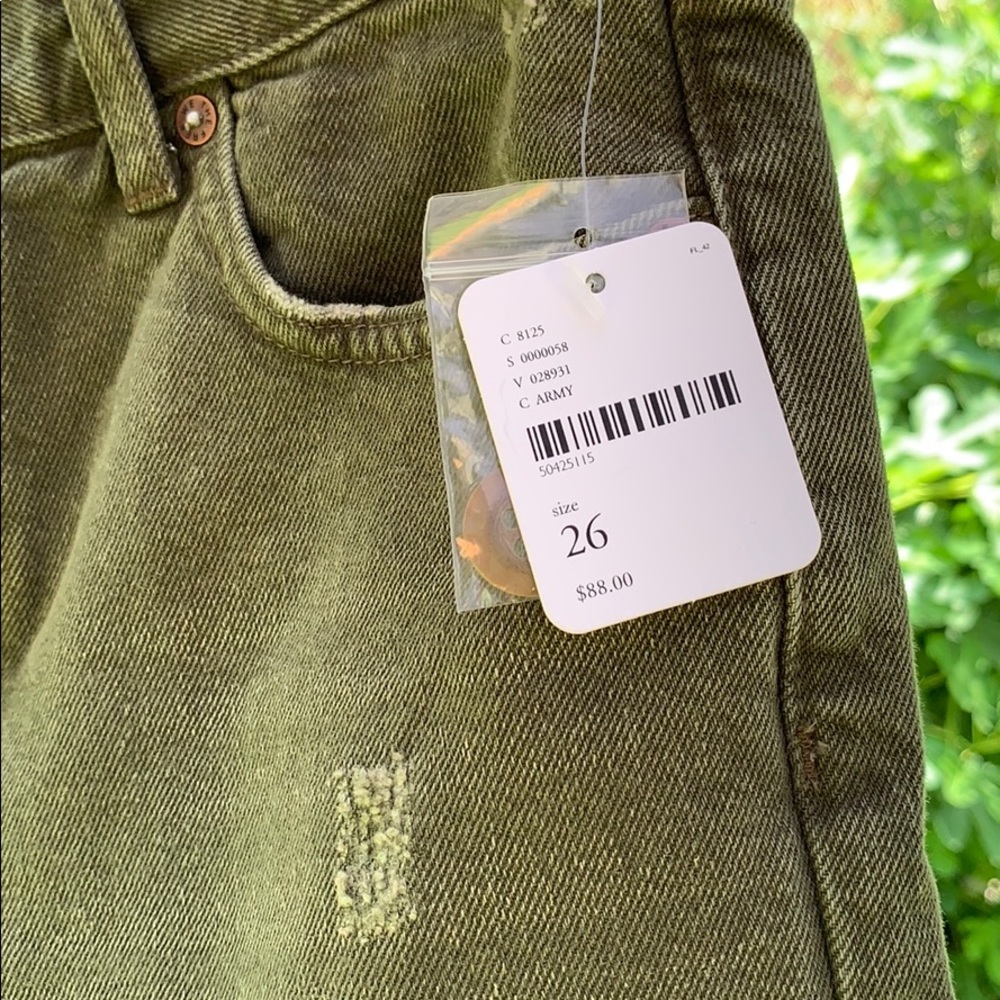 FL_42
C 8125
S 0000058
V 028931
C ARMY
50425115
size
26
$88.00